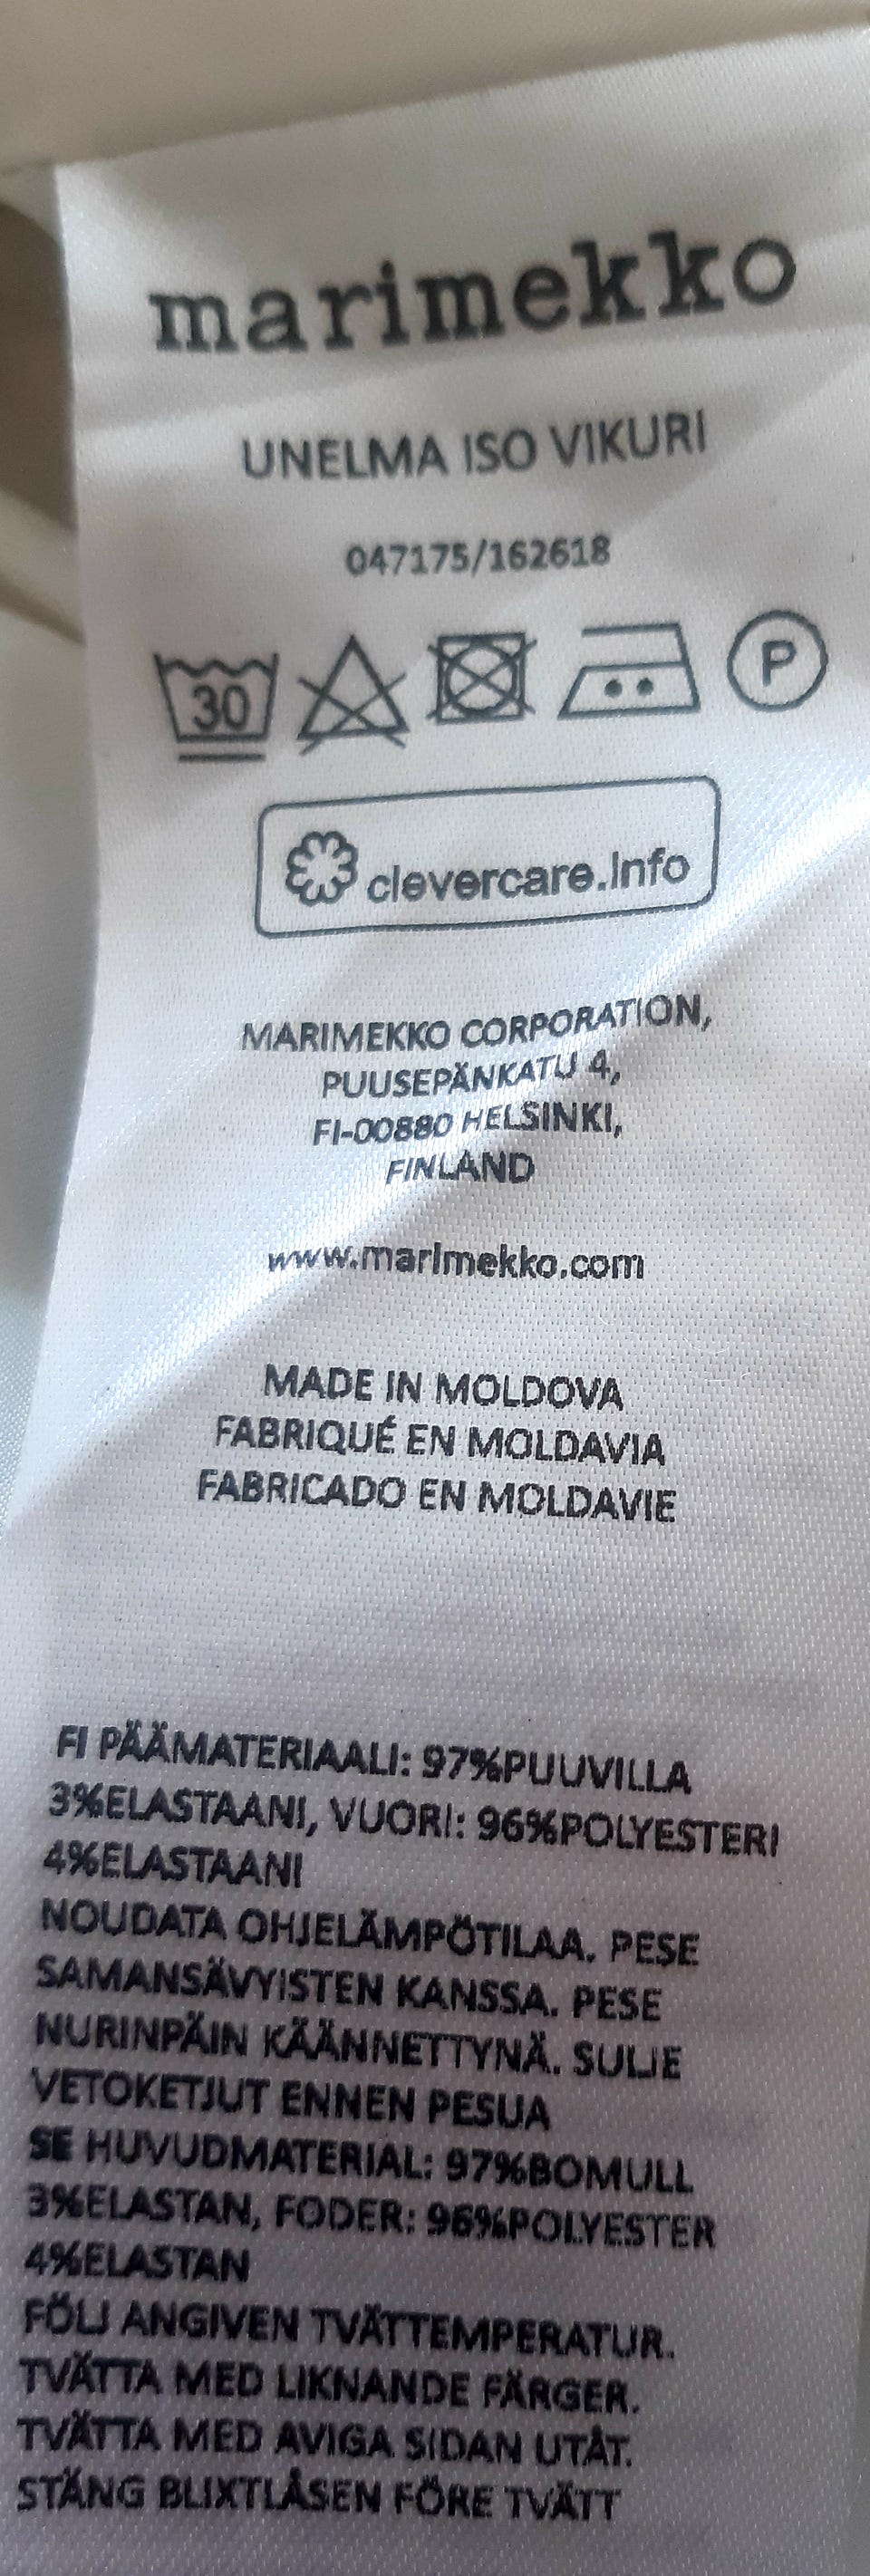 marimekko
UNELMA ISO VIKURI
047175/162618
30 P
clevercare.info
MARIMEKKO CORPORATION,
PUUSEPÄNKATU 4,
FI-00880 HELSINKI,
FINLAND
www.marimekko.com
MADE IN MOLDOVA
FABRIQUÉ EN MOLDAVIA
FABRICADO EN MOLDAVIE
FI PÄÄMATERIAALI: 97%PUUVILLA
3%ELASTAANI, VUORI: 96%POLYESTERI
4%ELASTAANI
NOUDATA OHJELÄMPÖTILAA. PESE
SAMANSÄVYISTEN KANSSA. PESE
NURINPÄIN KÄÄNNETTYNÄ. SULJE
VETOKETJUT ENNEN PESUA
SE HUVUDMATERIAL: 97%BOMULL
3%ELASTAN, FODER: 96%POLYESTER
4%ELASTAN
FÖLJ ANGIVEN TVÄTTEMPERATUR.
TVÄTTA MED LIKNANDE FÄRGER.
TVÄTTA MED AVIGA SIDAN UTÅT.
STÄNG BLIXTLÅSEN FÖRE TVÄTT